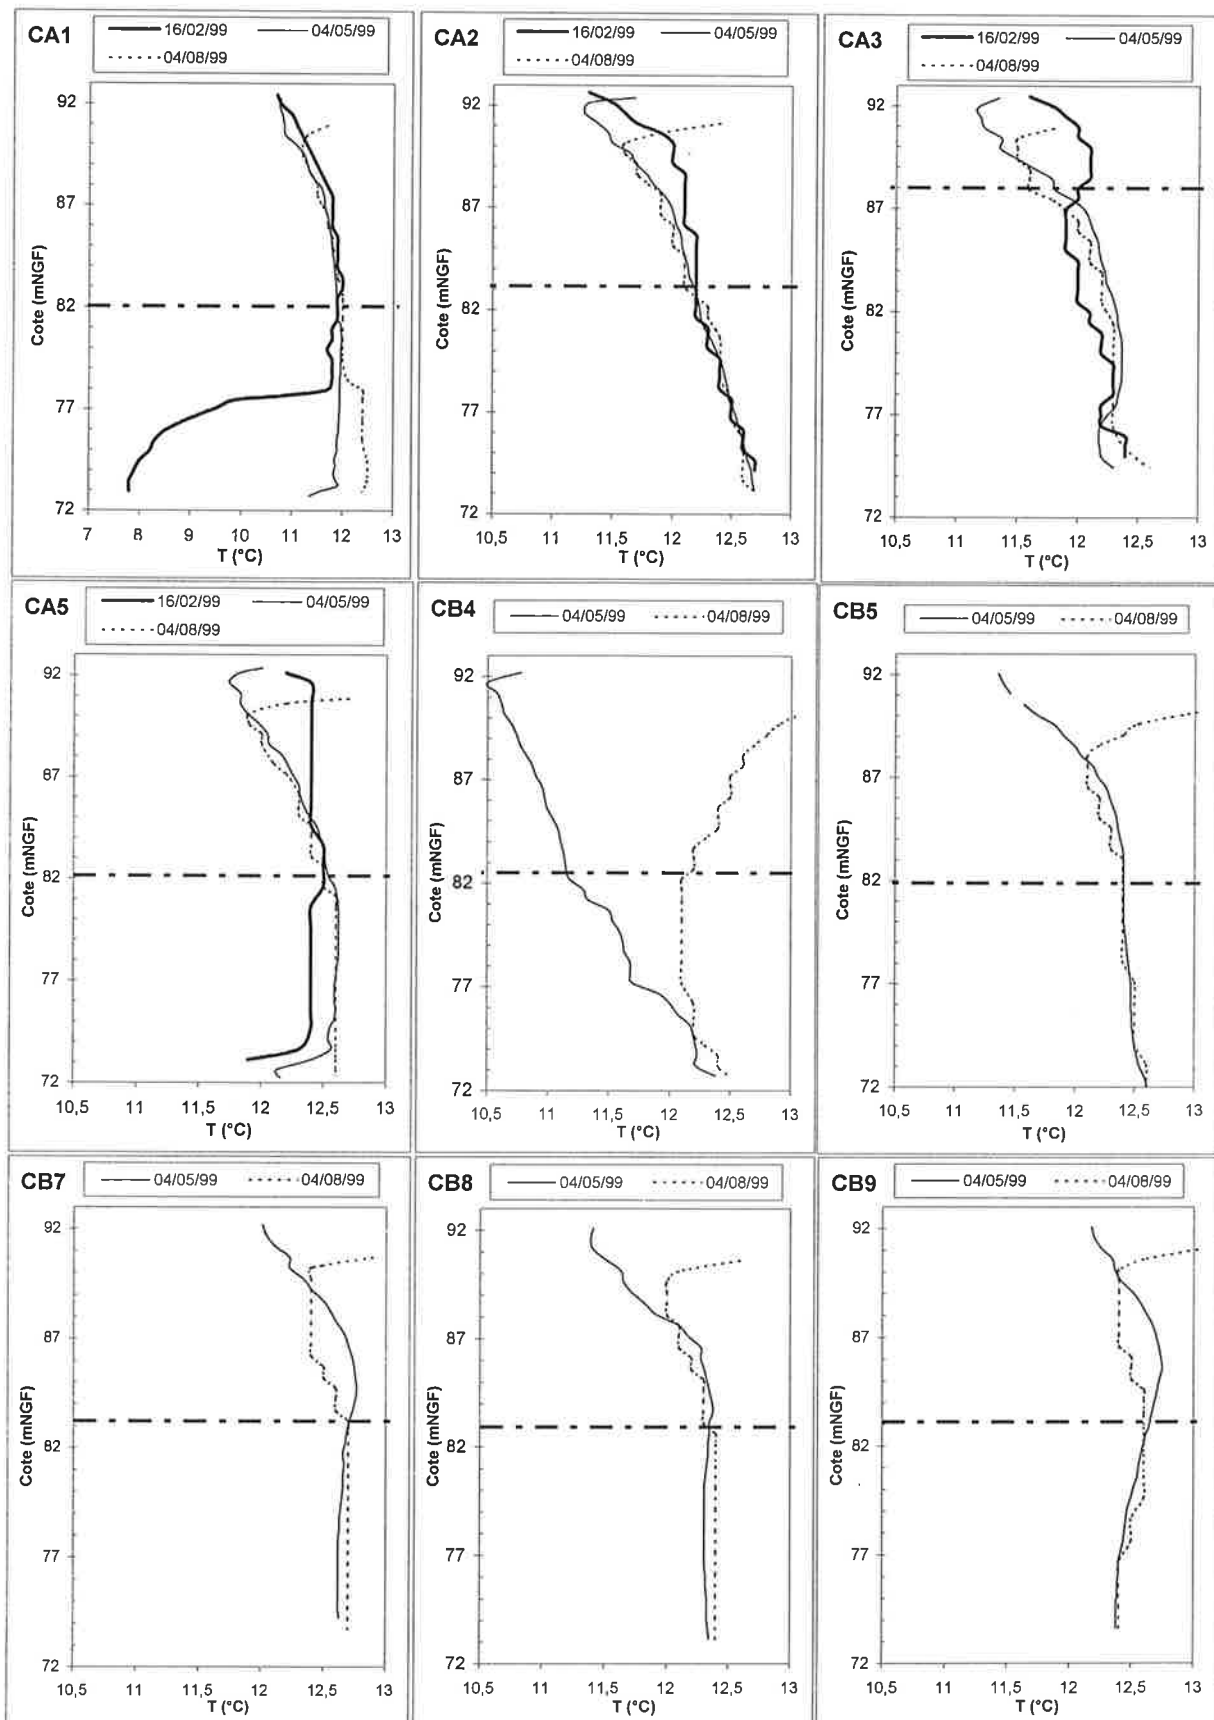 CA1
16/02/99 04/05/99
04/08/99
Cote (mNGF)
92
87
82
77
72
7 8 9 10 11 12 13
T (°C)
CA2
16/02/99 04/05/99
04/08/99
Cote (mNGF)
92
87
82
77
72
10,5 11 11,5 12 12,5 13
T (°C)
CA3
16/02/99 04/05/99
04/08/99
Cote (mNGF)
92
87
82
77
72
10,5 11 11,5 12 12,5 13
T (°C)
CA5
16/02/99 04/05/99
04/08/99
Cote (mNGF)
92
87
82
77
72
10,5 11 11,5 12 12,5 13
T (°C)
CB4
04/05/99 04/08/99
Cote (mNGF)
92
87
82
77
72
10,5 11 11,5 12 12,5 13
T (°C)
CB5
04/05/99 04/08/99
Cote (mNGF)
92
87
82
77
72
10,5 11 11,5 12 12,5 13
T (°C)
CB7
04/05/99 04/08/99
Cote (mNGF)
92
87
82
77
72
10,5 11 11,5 12 12,5 13
T (°C)
CB8
04/05/99 04/08/99
Cote (mNGF)
92
87
82
77
72
10,5 11 11,5 12 12,5 13
T (°C)
CB9
04/05/99 04/08/99
Cote (mNGF)
92
87
82
77
72
10,5 11 11,5 12 12,5 13
T (°C)